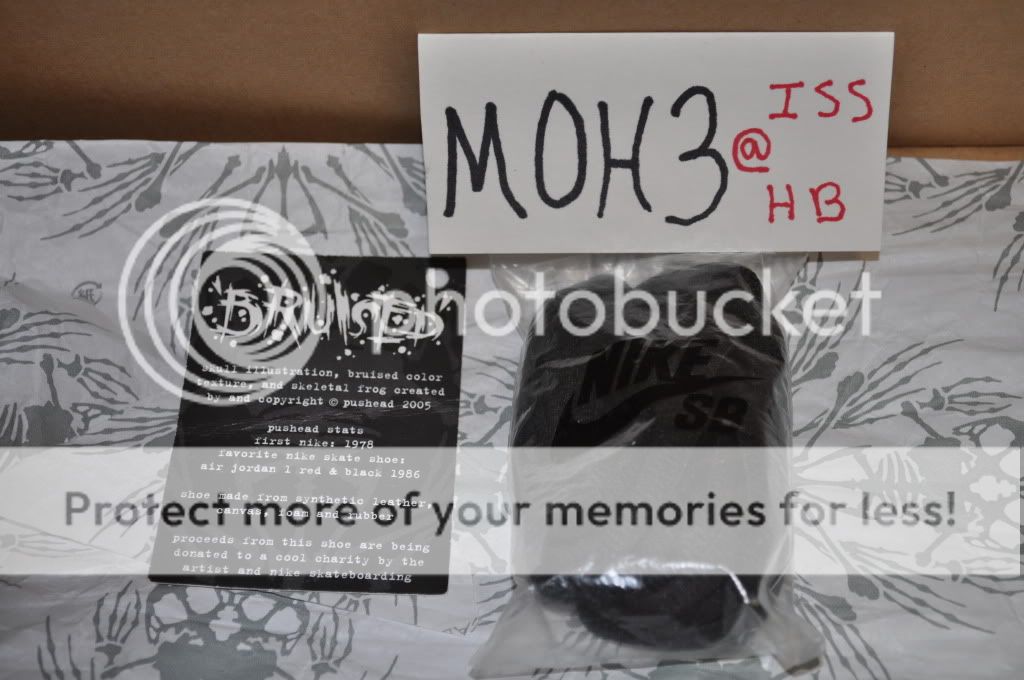 MOH3 @ ISS
HB
BRUISED
skull illustration, bruised color
texture, and skeletal frog created
by and copyright © pushead 2005
pushead stats
first nike: 1978
favorite nike skate shoe:
air jordan 1 red & black 1986
shoe made from synthetic leather,
canvas, foam and rubber
proceeds from this shoe are being
donated to a cool charity by the
artist and nike skateboarding
NIKE
SB
photobucket
Protect more of your memories for less!